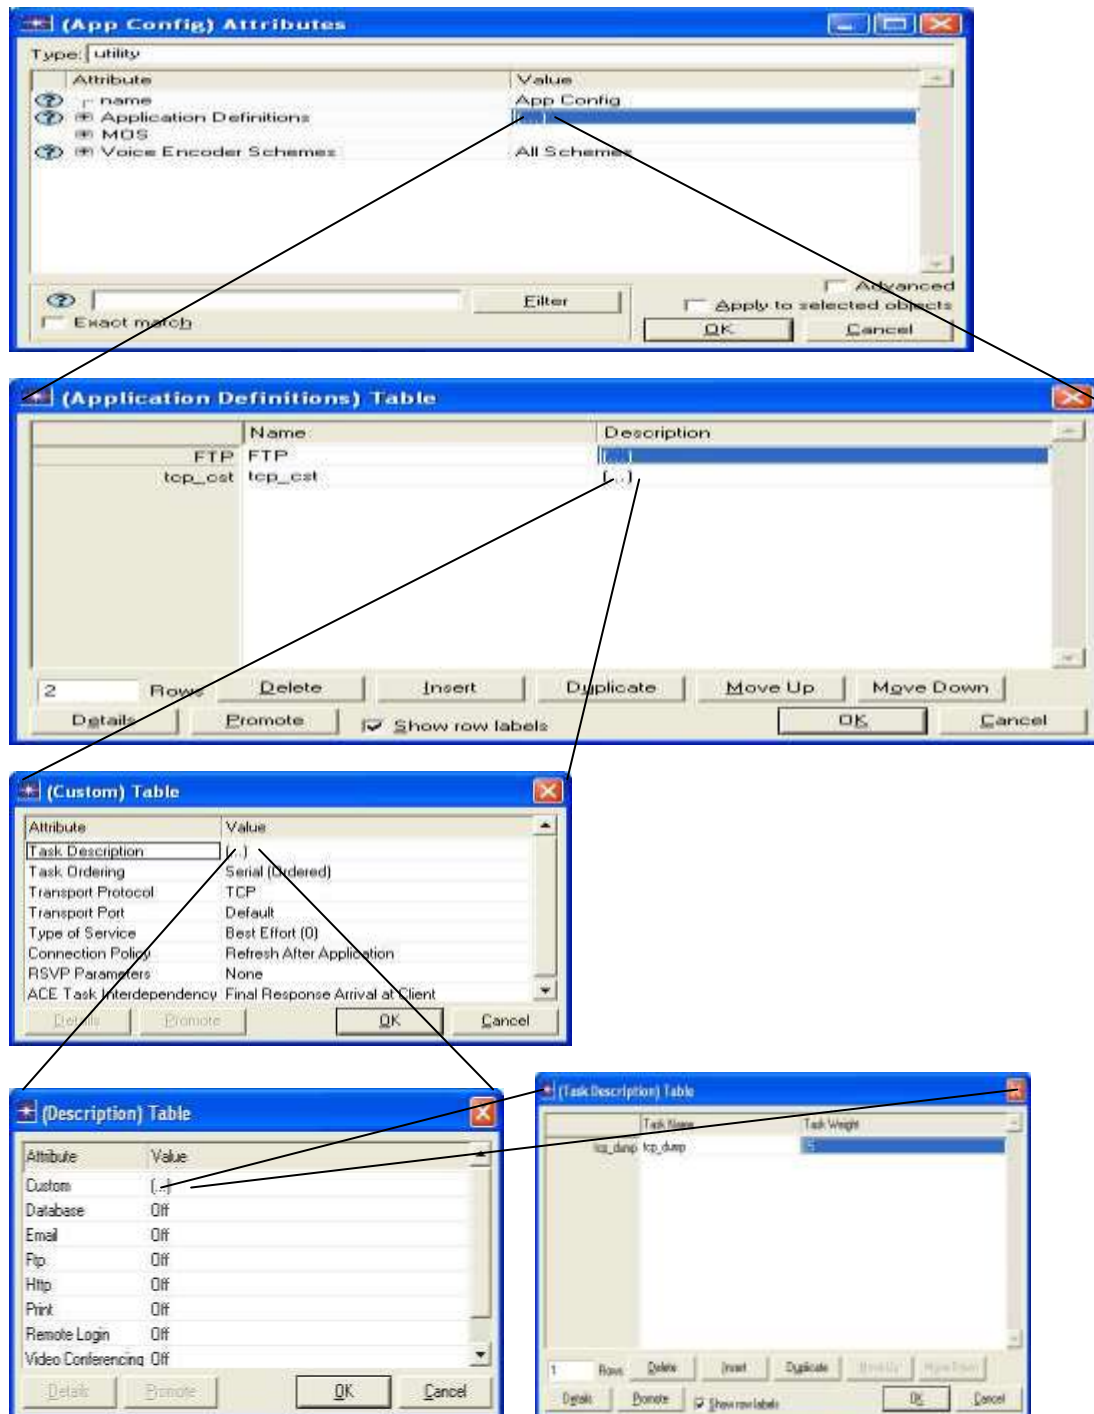 (App Config) Attributes
Type: utility
Attribute Value
name App Config
Application Definitions (...)
MOS
Voice Encoder Schemes All Schemes
Advanced
Filter Apply to selected objects
Exact match OK Cancel
(Application Definitions) Table
Name Description
FTP FTP (...)
tcp_cst tcp_cst (...)
2 Rows Delete Insert Duplicate Move Up Move Down
Details Promote Show row labels OK Cancel
(Custom) Table
Attribute Value
Task Description (...)
Task Ordering Serial (Ordered)
Transport Protocol TCP
Transport Port Default
Type of Service Best Effort (0)
Connection Policy Refresh After Application
RSVP Parameters None
ACE Task Interdependency Final Response Arrival at Client
Details Promote OK Cancel
(Description) Table
Attribute Value
Custom (...)
Database Off
Email Off
Ftp Off
Http Off
Print Off
Remote Login Off
Video Conferencing Off
Details Promote OK Cancel
(Task Description) Table
Task Name Task Weight
tcp_dump tcp_dump
1 Rows Delete Insert Duplicate Move Up Move Down
Details Promote Show row labels OK Cancel